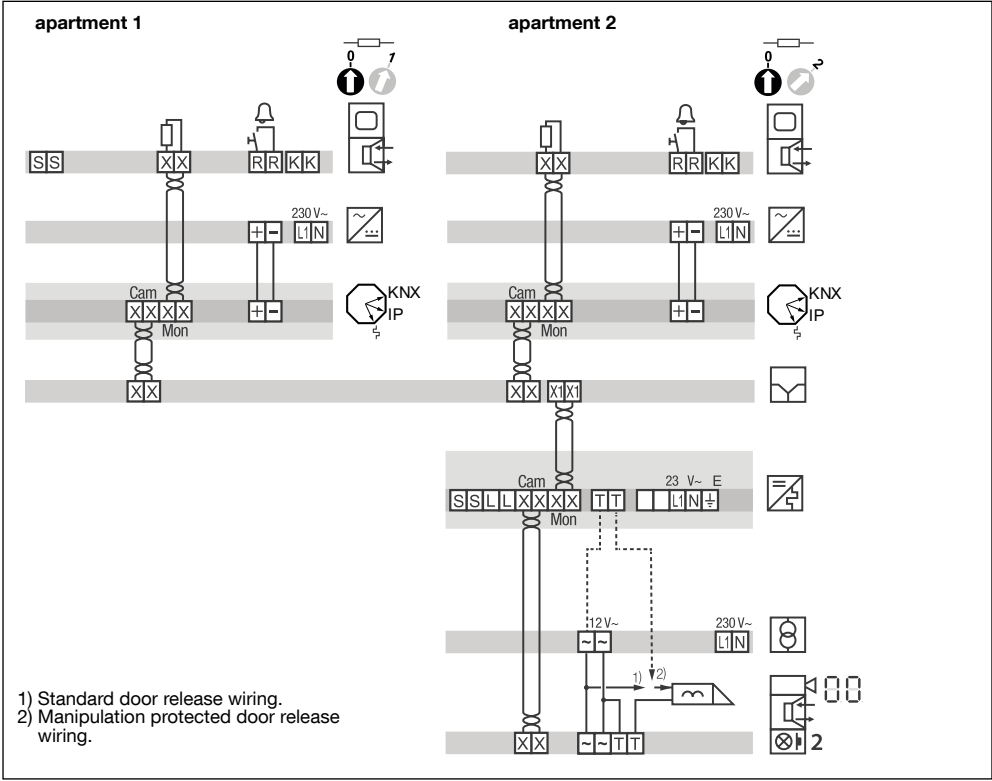 apartment 1
apartment 2
0 1
0 2
S S X X R R K K
X X R R K K
230 V~
230 V~
+ - L1 N
+ - L1 N
Cam
KNX
Cam
KNX
X X X X + - IP
X X X X + - IP
Mon
Mon
X X
X X X1 X1
Cam
23 V~ E
S S L L X X X X T T L1 N
Mon
12 V~
230 V~
~ ~ L1 N
1) 2)
00
X X ~ ~ T T 2
1) Standard door release wiring.
2) Manipulation protected door release
wiring.